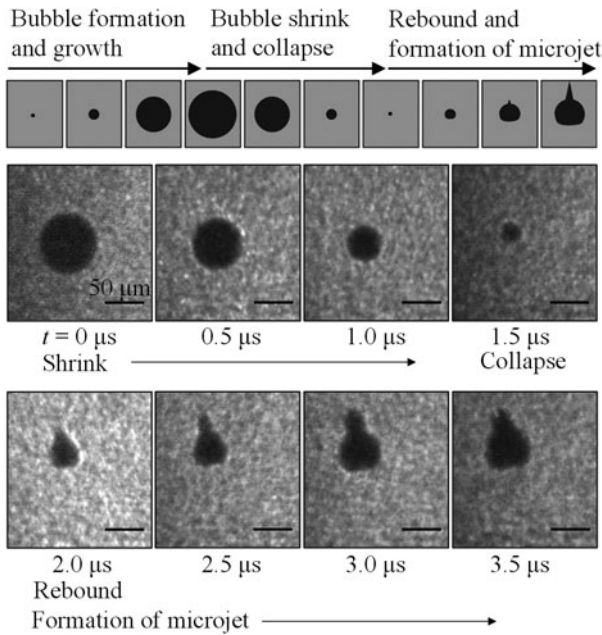 Bubble formation and growth
Bubble shrink and collapse
Rebound and formation of microjet
50 μm
t = 0 μs
0.5 μs
1.0 μs
1.5 μs
Shrink
Collapse
2.0 μs
2.5 μs
3.0 μs
3.5 μs
Rebound
Formation of microjet